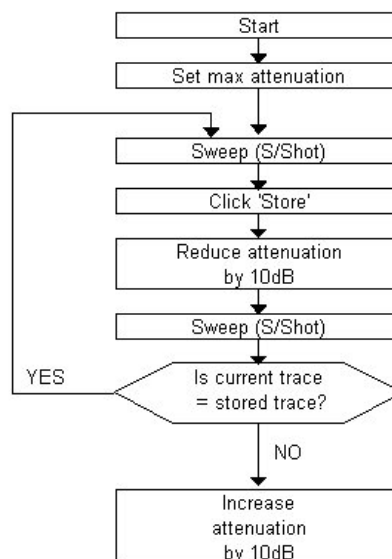 Start
Set max attenuation
Sweep (S/Shot)
Click 'Store'
Reduce attenuation
by 10dB
Sweep (S/Shot)
YES
Is current trace
= stored trace?
NO
Increase
attenuation
by 10dB